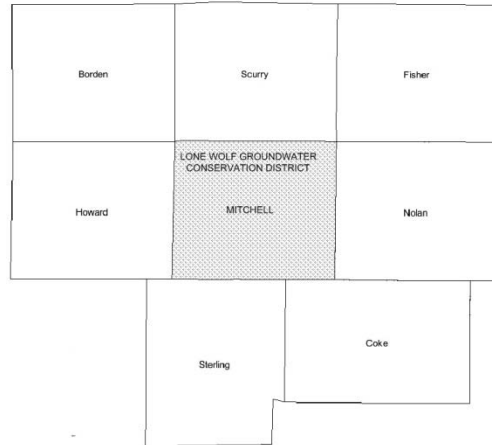 Borden
Scurry
Fisher
LONE WOLF GROUNDWATER
CONSERVATION DISTRICT
Howard
MITCHELL
Nolan
Sterling
Coke